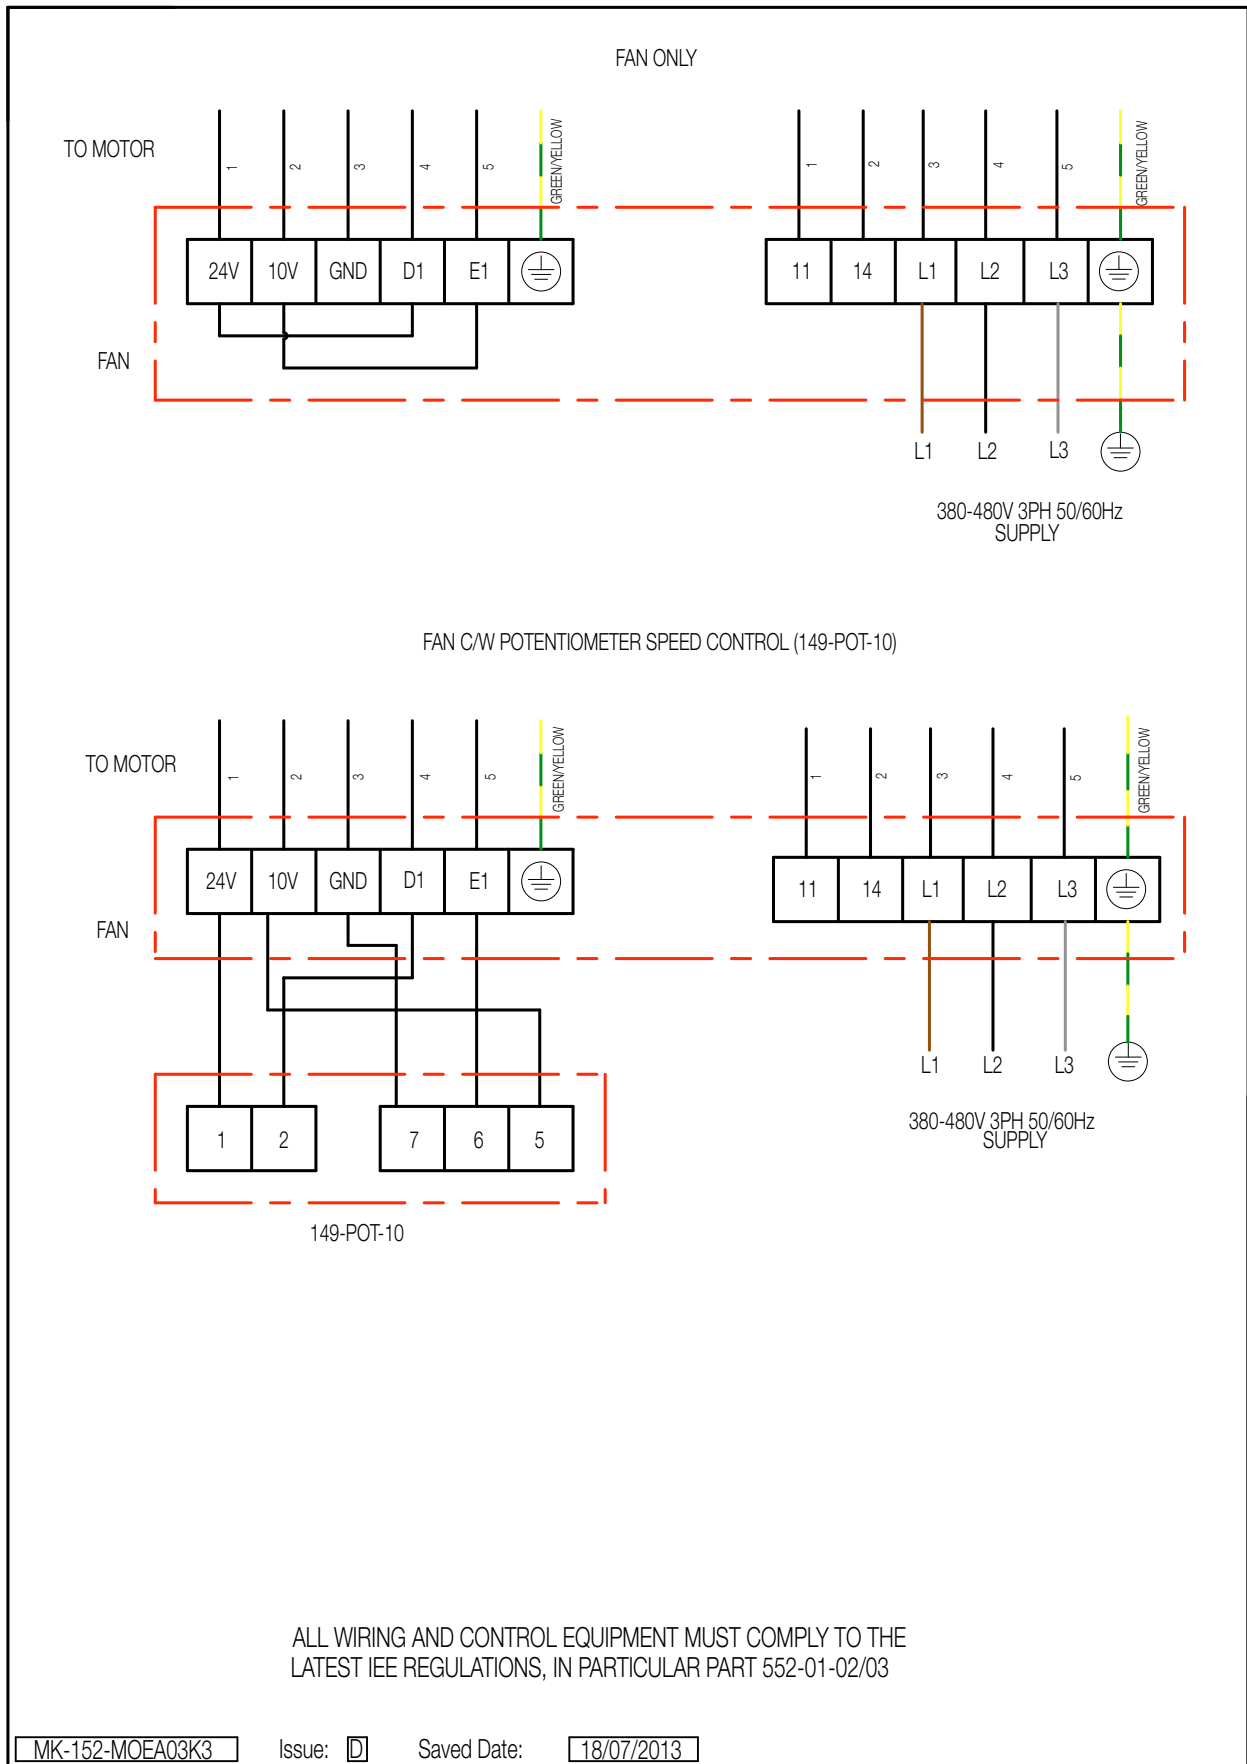 FAN ONLY
TO MOTOR
1 2 3 4 5 GREEN/YELLOW
1 2 3 4 5 GREEN/YELLOW
24V 10V GND D1 E1
11 14 L1 L2 L3
FAN
L1 L2 L3
380-480V 3PH 50/60Hz
SUPPLY
FAN C/W POTENTIOMETER SPEED CONTROL (149-POT-10)
TO MOTOR
1 2 3 4 5 GREEN/YELLOW
1 2 3 4 5 GREEN/YELLOW
24V 10V GND D1 E1
11 14 L1 L2 L3
FAN
L1 L2 L3
380-480V 3PH 50/60Hz
SUPPLY
1 2 7 6 5
149-POT-10
ALL WIRING AND CONTROL EQUIPMENT MUST COMPLY TO THE
LATEST IEE REGULATIONS, IN PARTICULAR PART 552-01-02/03
MK-152-MOEA03K3 Issue: D Saved Date: 18/07/2013